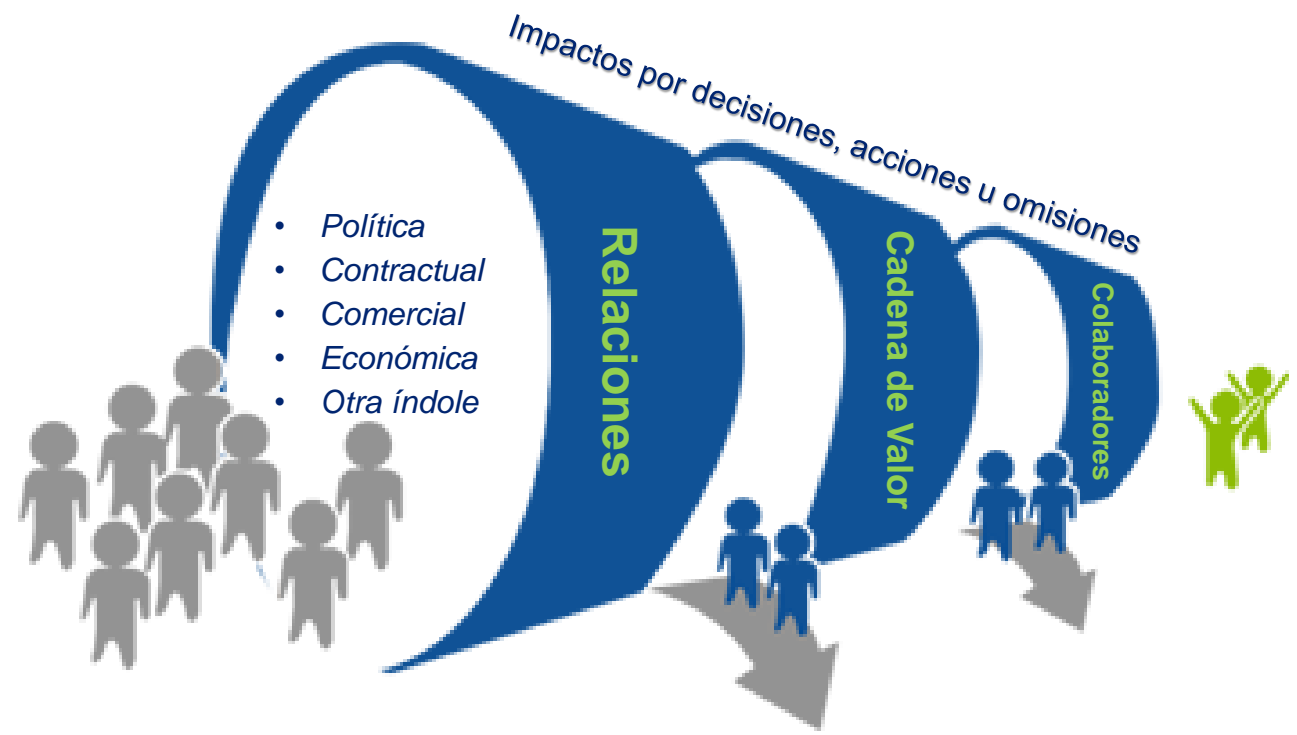 Impactos por decisiones, acciones u omisiones
• Política
• Contractual
• Comercial
• Económica
• Otra índole
Relaciones
Cadena de Valor
Colaboradores